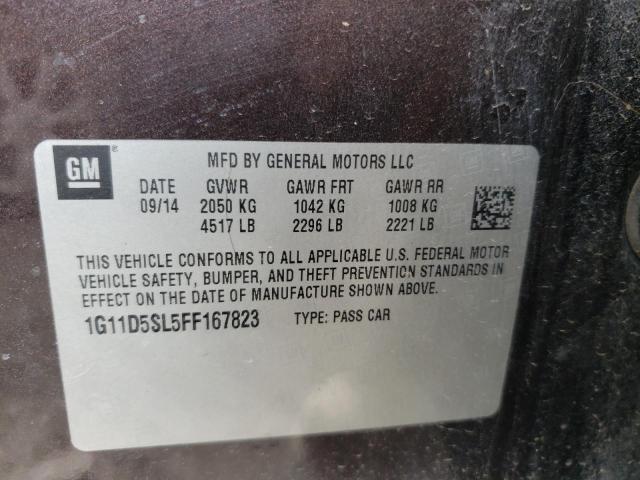 GM®
MFD BY GENERAL MOTORS LLC
DATE GVWR GAWR FRT GAWR RR
09/14 2050 KG 1042 KG 1008 KG
4517 LB 2296 LB 2221 LB
THIS VEHICLE CONFORMS TO ALL APPLICABLE U.S. FEDERAL MOTOR
VEHICLE SAFETY, BUMPER, AND THEFT PREVENTION STANDARDS IN
EFFECT ON THE DATE OF MANUFACTURE SHOWN ABOVE.
1G11D5SL5FF167823 TYPE: PASS CAR